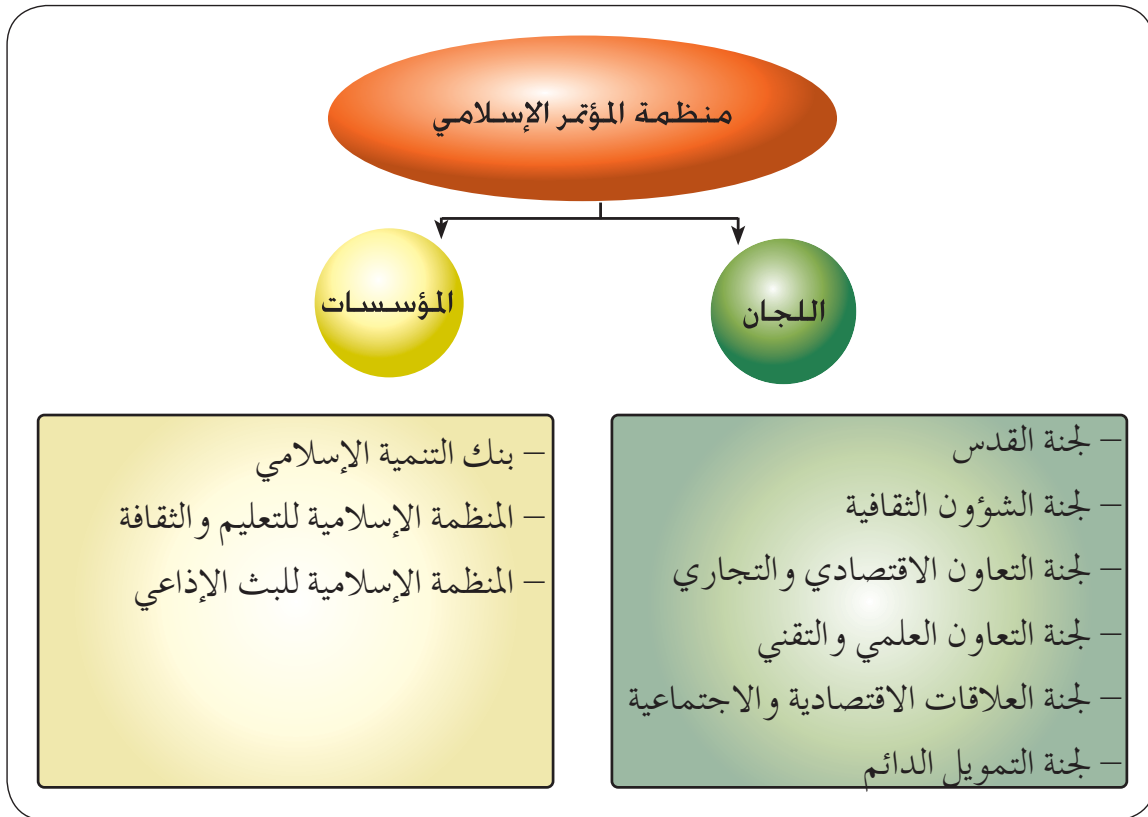 منظمة المؤتمر الإسلامي
اللجان
المؤسسات
– لجنة القدس
– لجنة الشؤون الثقافية
– لجنة التعاون الاقتصادي والتجاري
– لجنة التعاون العلمي والتقني
– لجنة العلاقات الاقتصادية والاجتماعية
– لجنة التمويل الدائم
– بنك التنمية الإسلامي
– المنظمة الإسلامية للتعليم والثقافة
– المنظمة الإسلامية للبث الإذاعي